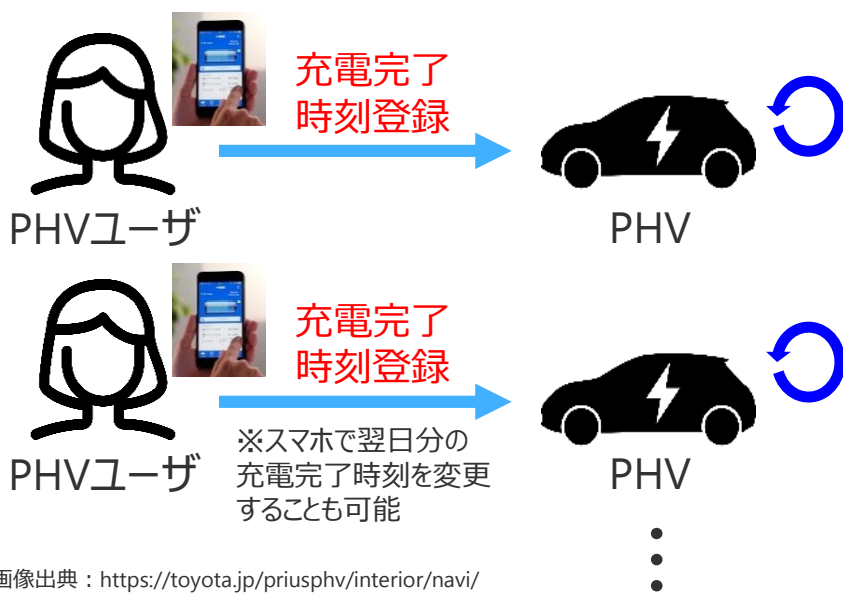 充電完了
時刻登録
PHVユーザ
PHV
充電完了
時刻登録
※スマホで翌日分の
充電完了時刻を変更
することも可能
PHVユーザ
PHV
画像出典：https://toyota.jp/priusphv/interior/navi/